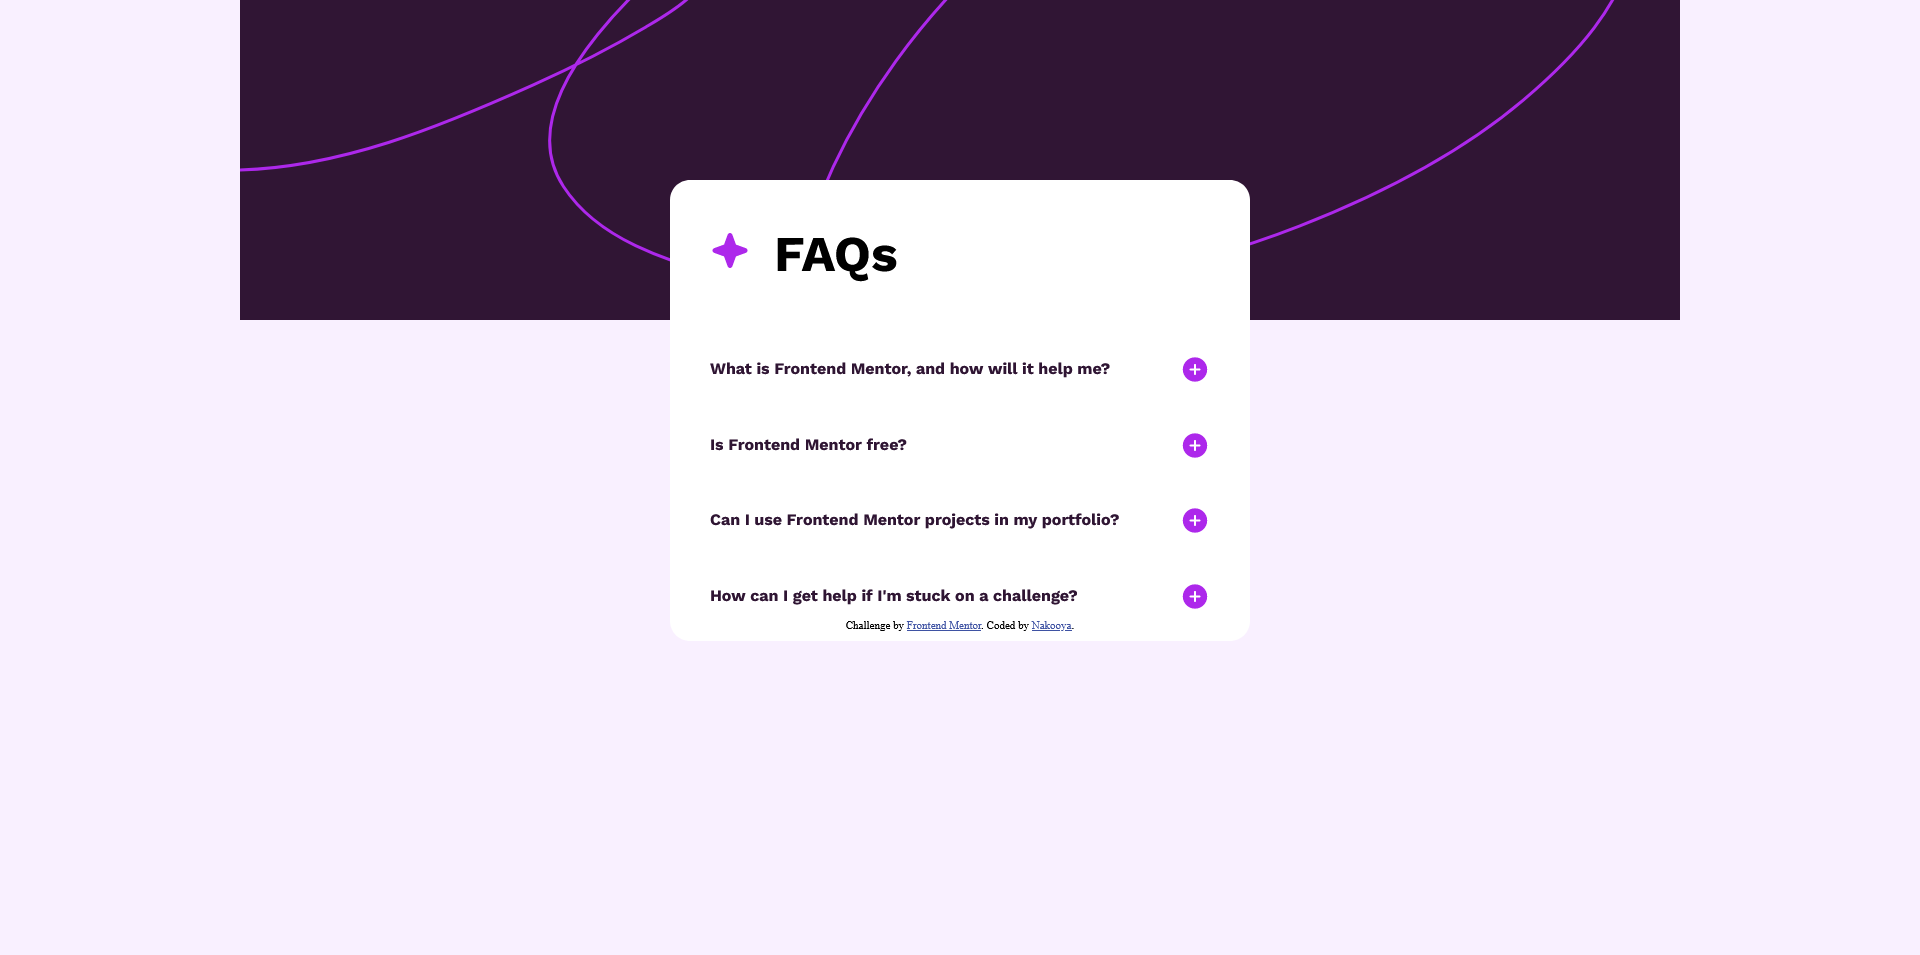 FAQs
What is Frontend Mentor, and how will it help me?
Is Frontend Mentor free?
Can I use Frontend Mentor projects in my portfolio?
How can I get help if I'm stuck on a challenge?
Challenge by Frontend Mentor. Coded by Nakooya.